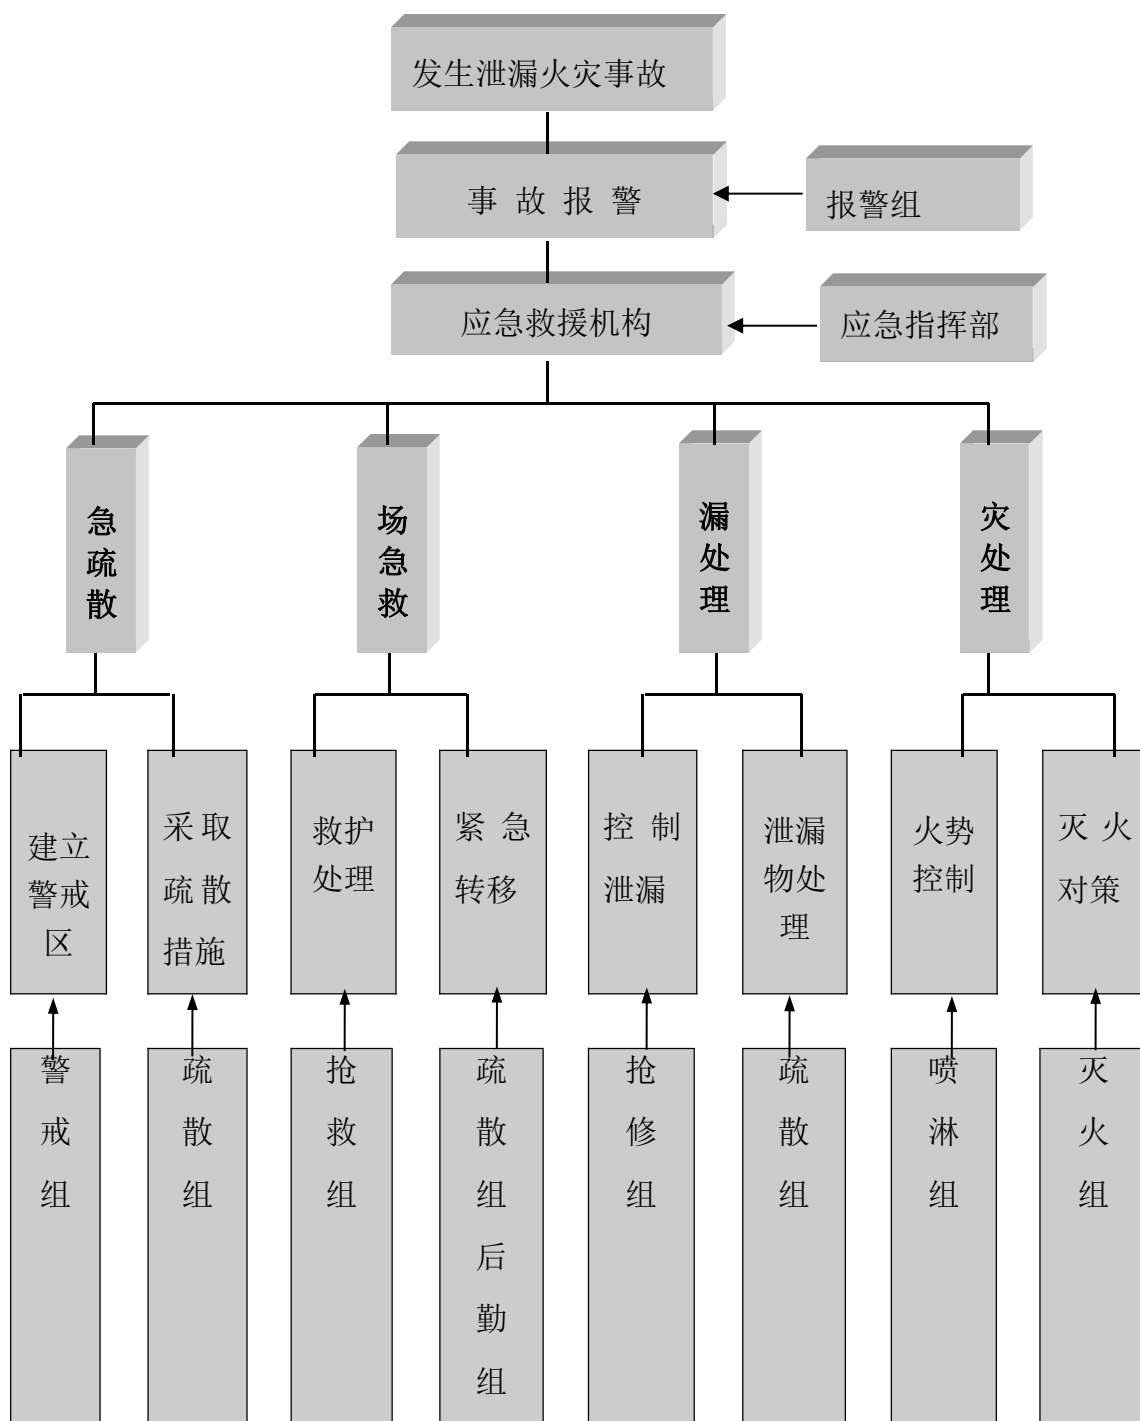 发生泄漏火灾事故
事故报警
报警组
应急救援机构
应急指挥部
急
疏
散
场
急
救
漏
处
理
灾
处
理
建立
警戒
区
采取
疏散
措施
救护
处理
紧急
转移
控制
泄漏
泄漏
物处
理
火势
控制
灭火
对策
警
戒
组
疏
散
组
抢
救
组
疏
散
组
后
勤
组
抢
修
组
疏
散
组
喷
淋
组
灭
火
组